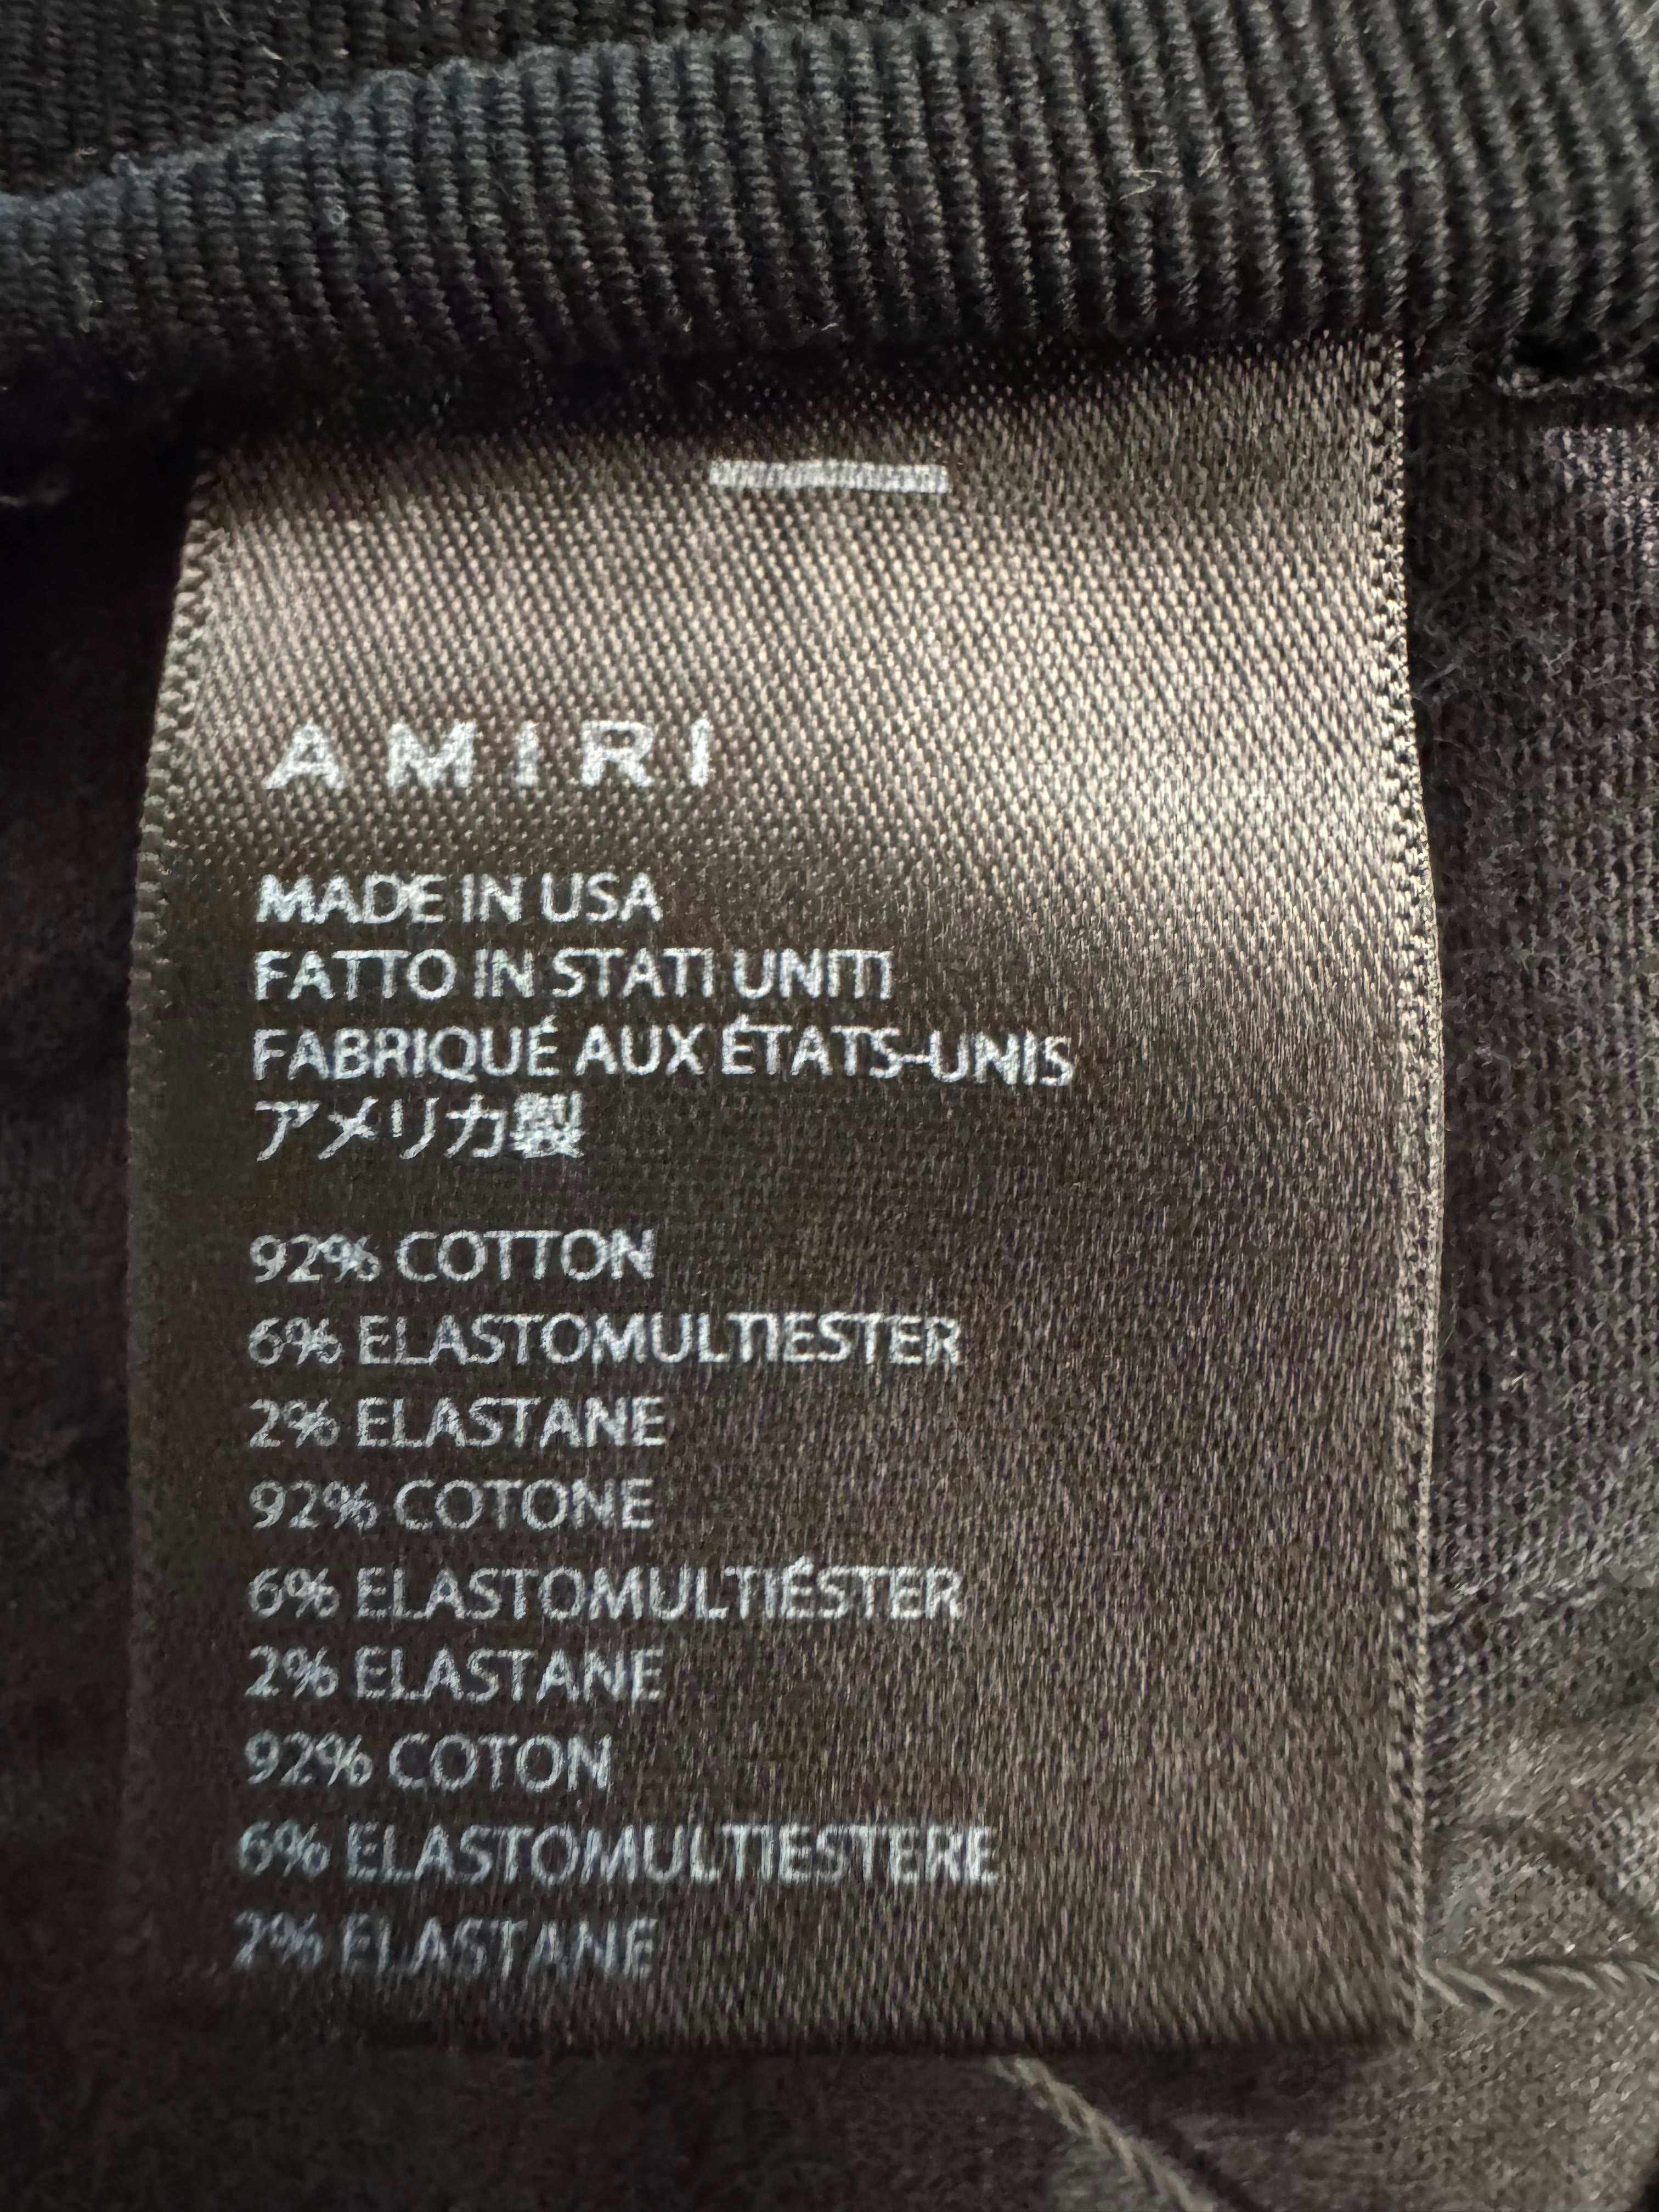 AMIRI
MADE IN USA
FATTO IN STATI UNITI
FABRIQUÉ AUX ÉTATS-UNIS
アメリカ製
92% COTTON
6% ELASTOMULTIESTER
2% ELASTANE
92% COTONE
6% ELASTOMULTIÉSTER
2% ELASTANE
92% COTON
6% ELASTOMULTIESTERE
2% ELASTANE